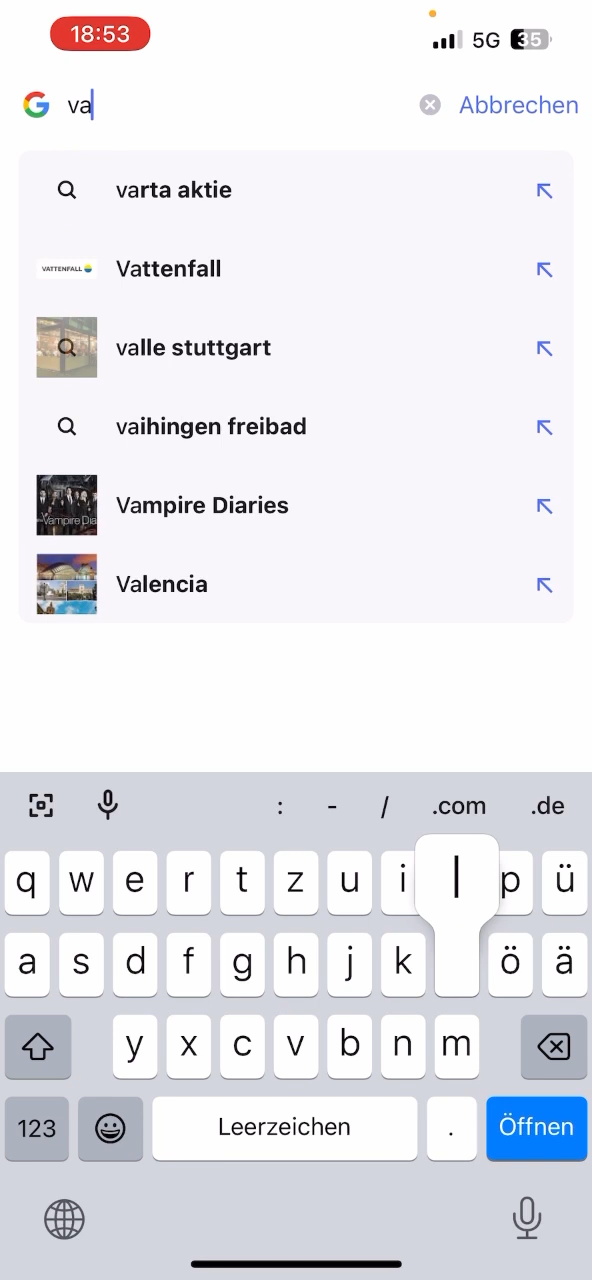 18:53
5G 35
va
Abbrechen
varta aktie
VATTENFALL
Vattenfall
valle stuttgart
vaihingen freibad
Vampire Dia
Vampire Diaries
Valencia
: - / .com .de
q w e r t z u i l p ü
a s d f g h j k ö ä
y x c v b n m
123 Leerzeichen . Öffnen